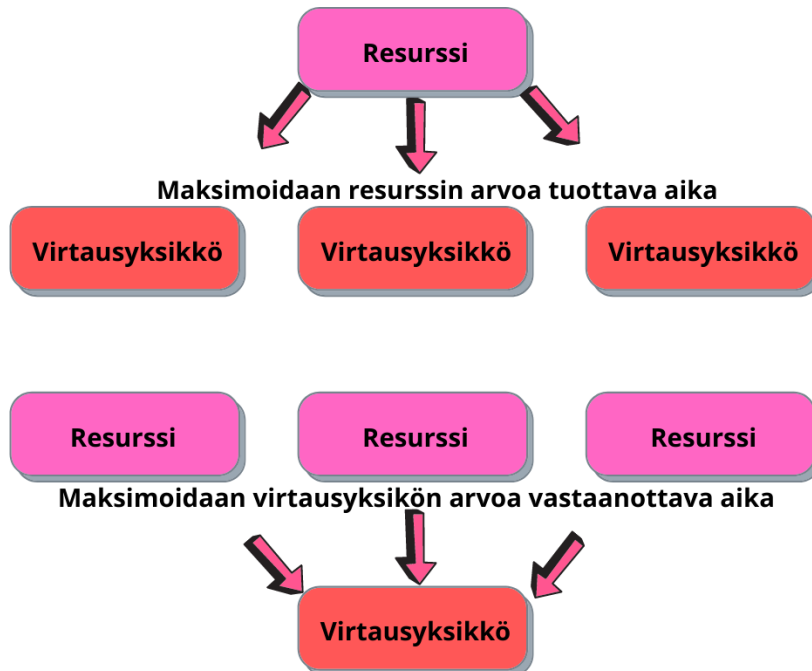 Resurssi
Maksimoidaan resurssin arvoa tuottava aika
Virtausyksikkö
Virtausyksikkö
Virtausyksikkö
Resurssi
Resurssi
Resurssi
Maksimoidaan virtausyksikön arvoa vastaanottava aika
Virtausyksikkö